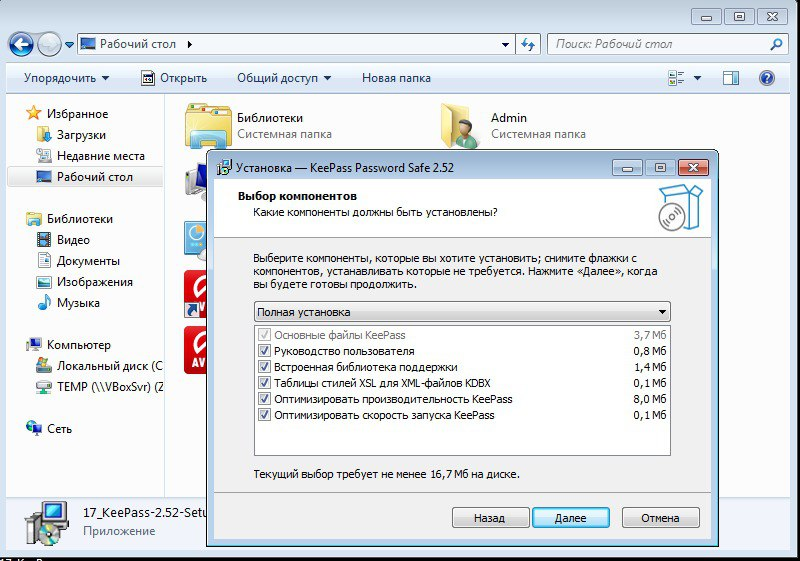 Рабочий стол
Поиск: Рабочий стол
Упорядочить
Открыть
Общий доступ
Новая папка
Избранное
Загрузки
Недавние места
Рабочий стол
Библиотеки
Видео
Документы
Изображения
Музыка
Компьютер
Локальный диск (C
TEMP (\\VBoxSvr) (Z
Сеть
Библиотеки
Системная папка
Admin
Системная папка
Установка — KeePass Password Safe 2.52
Выбор компонентов
Какие компоненты должны быть установлены?
Выберите компоненты, которые вы хотите установить; снимите флажки с
компонентов, устанавливать которые не требуется. Нажмите «Далее», когда
вы будете готовы продолжить.
Полная установка
Основные файлы KeePass 3,7 Мб
Руководство пользователя 0,8 Мб
Встроенная библиотека поддержки 1,4 Мб
Таблицы стилей XSL для XML-файлов KDBX 0,1 Мб
Оптимизировать производительность KeePass 8,0 Мб
Оптимизировать скорость запуска KeePass 0,1 Мб
Текущий выбор требует не менее 16,7 Мб на диске.
Назад
Далее
Отмена
17_KeePass-2.52-Setu
Приложение